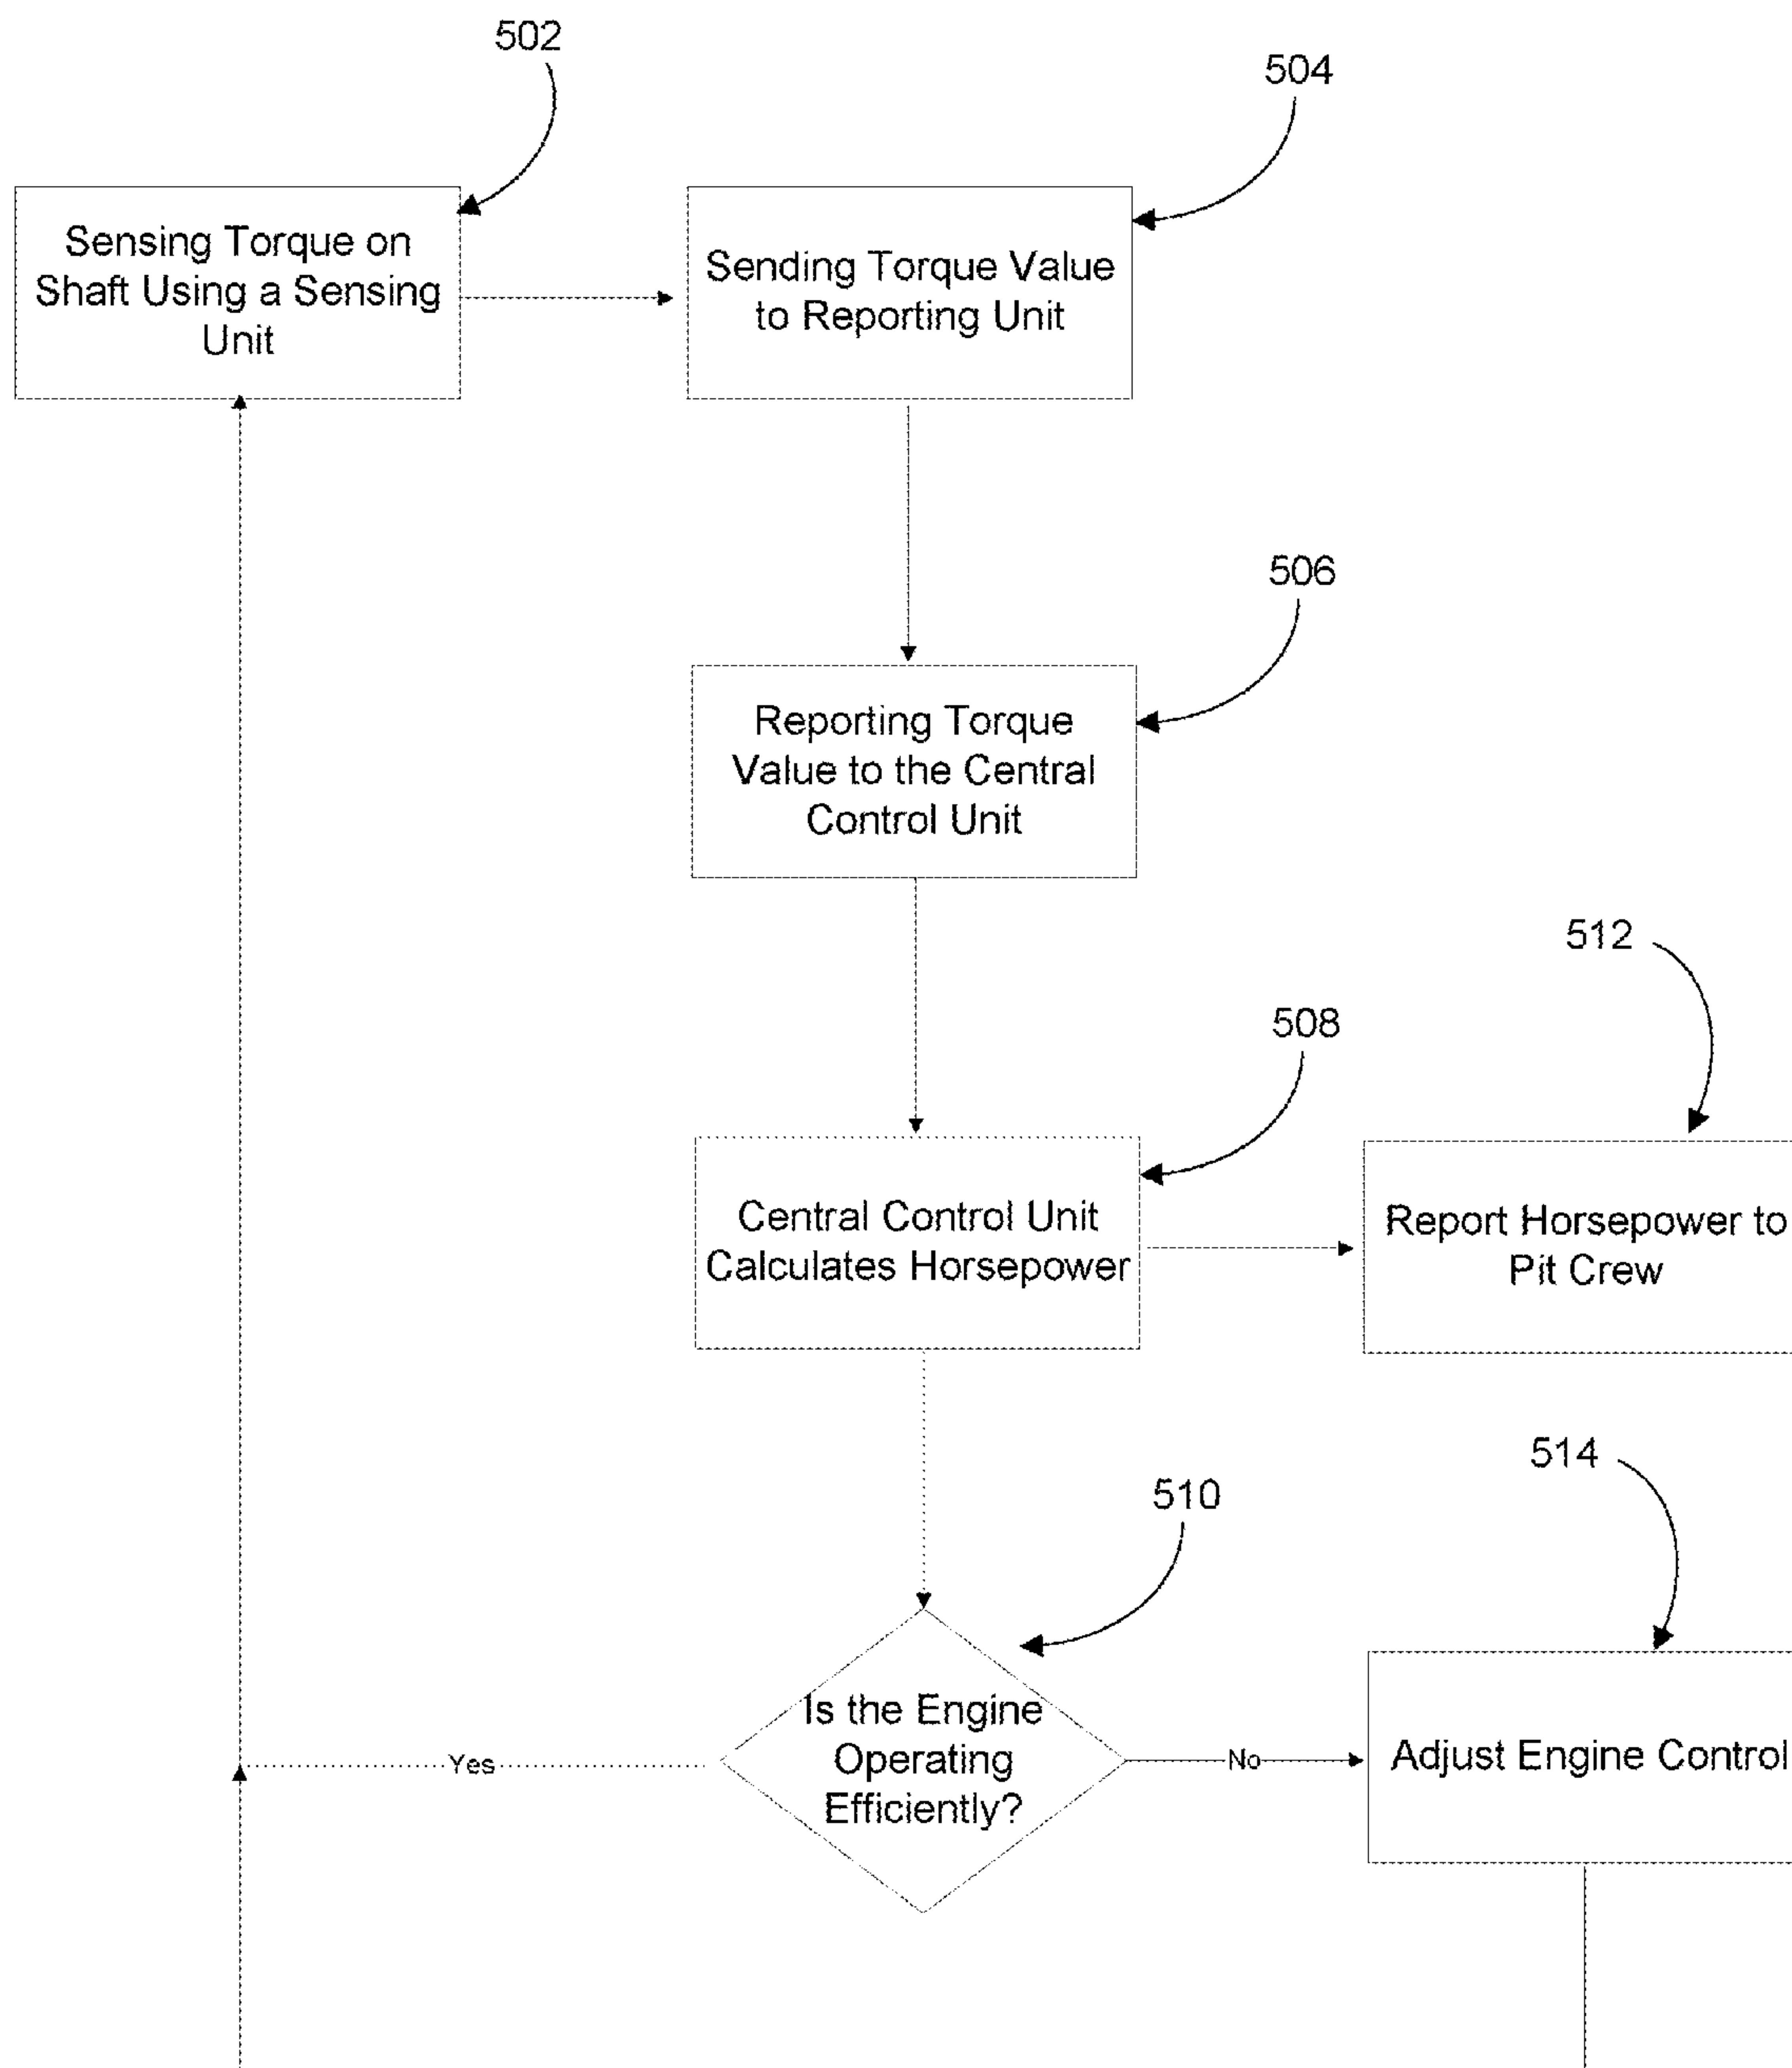 502
504
Sensing Torque on
Shaft Using a Sensing
Unit
Sending Torque Value
to Reporting Unit
506
Reporting Torque
Value to the Central
Control Unit
512
508
Central Control Unit
Calculates Horsepower
Report Horsepower to
Pit Crew
514
510
Is the Engine
Operating
Efficiently?
Yes
No
Adjust Engine Control